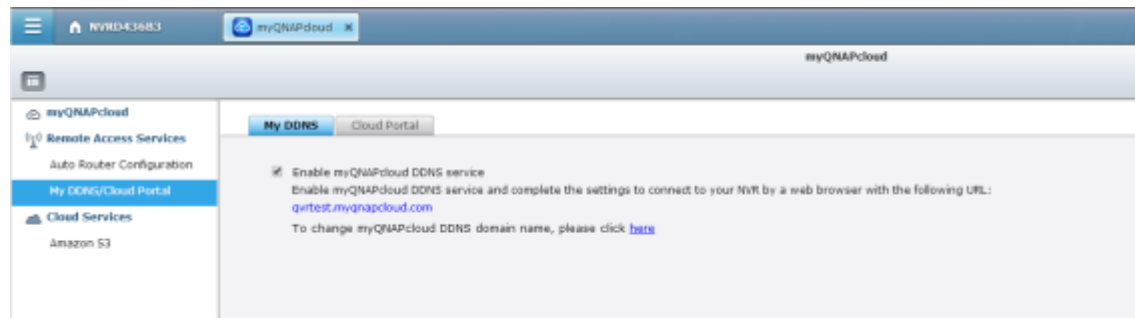 NVRD43683
myQNAPcloud
myQNAPcloud
myQNAPcloud
Remote Access Services
Auto Router Configuration
My DDNS/Cloud Portal
Cloud Services
Amazon S3
My DDNS
Cloud Portal
Enable myQNAPcloud DDNS service
Enable myQNAPcloud DDNS service and complete the settings to connect to your NVR by a web browser with the following URL:
qvrtest.myqnapcloud.com
To change myQNAPcloud DDNS domain name, please click here